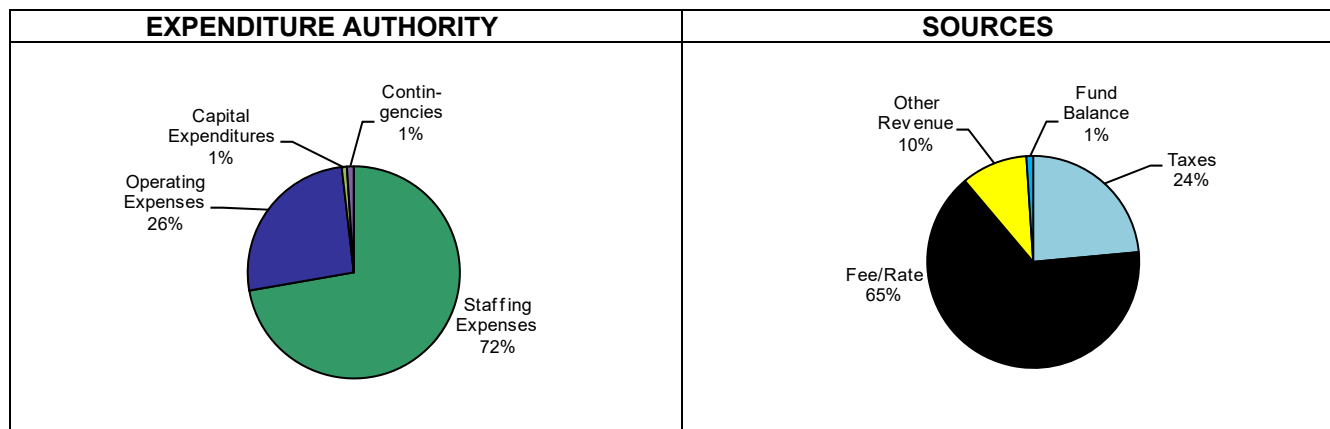 EXPENDITURE AUTHORITY
Contin-
gencies
1%
Capital
Expenditures
1%
Operating
Expenses
26%
Staffing
Expenses
72%
SOURCES
Fund
Balance
1%
Other
Revenue
10%
Taxes
24%
Fee/Rate
65%